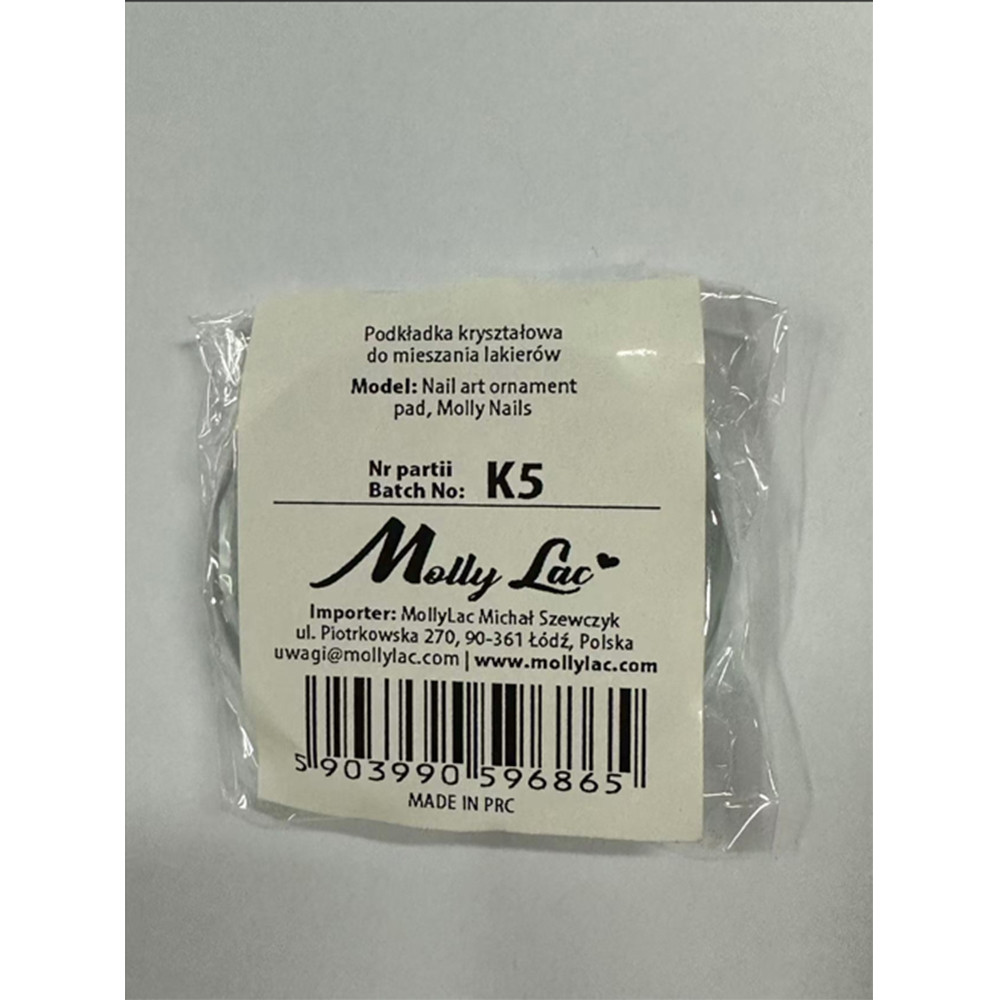 Podkładka kryształowa
do mieszania lakierów
Model: Nail art ornament
pad, Molly Nails
Nr partii
Batch No: K5
Molly Lac
Importer: MollyLac Michał Szewczyk
ul. Piotrkowska 270, 90-361 Łódź, Polska
uwagi@mollylac.com | www.mollylac.com
5 903990 596865
MADE IN PRC